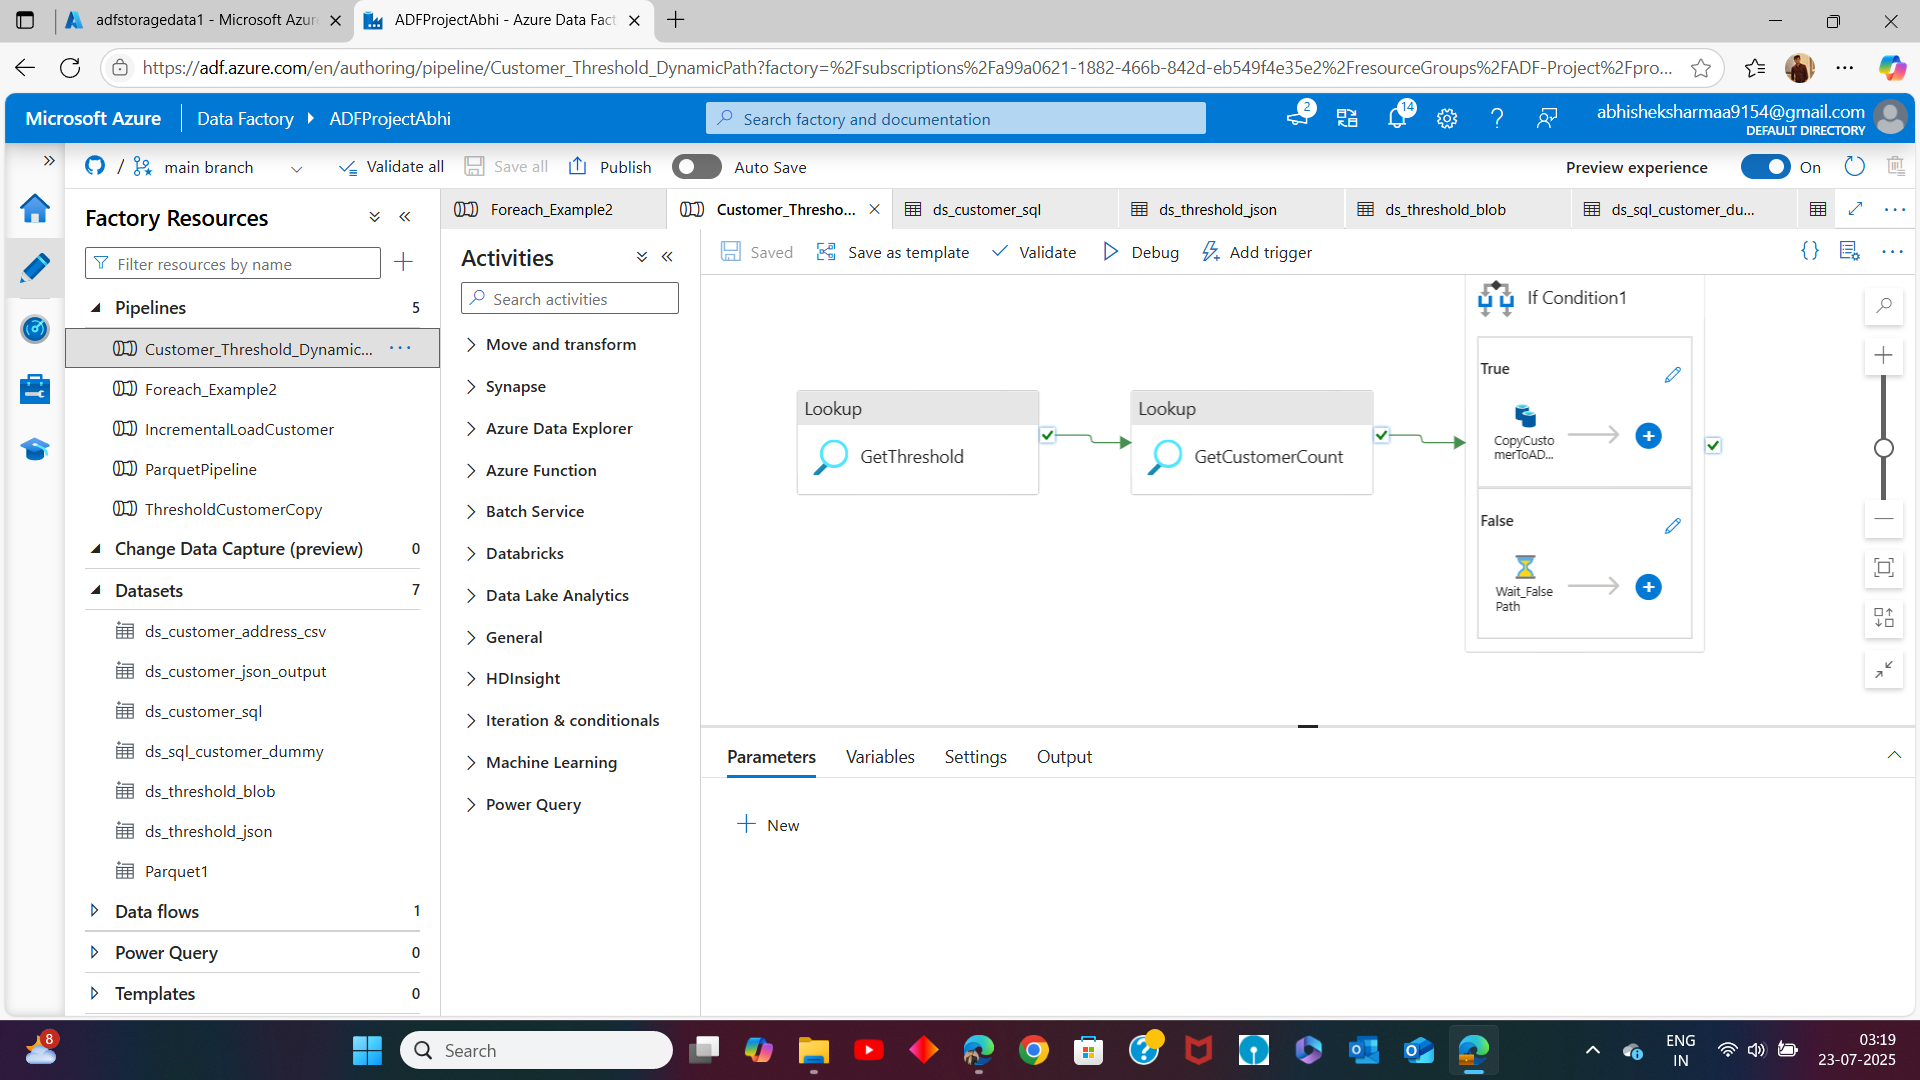 adfstoragedata1 - Microsoft Azur
ADFProjectAbhi - Azure Data Fact
https://adf.azure.com/en/authoring/pipeline/Customer_Threshold_DynamicPath?factory=%2Fsubscriptions%2Fa99a0621-1882-466b-842d-eb549f4e35e2%2FresourceGroups%2FADF-Project%2Fpro...
Microsoft Azure
Data Factory
ADFProjectAbhi
Search factory and documentation
2
14
abhisheksharmaa9154@gmail.com
DEFAULT DIRECTORY
/
main branch
Validate all
Save all
Publish
Auto Save
Preview experience
On
Factory Resources
Filter resources by name
Pipelines 5
Customer_Threshold_Dynamic...
Foreach_Example2
IncrementalLoadCustomer
ParquetPipeline
ThresholdCustomerCopy
Change Data Capture (preview) 0
Datasets 7
ds_customer_address_csv
ds_customer_json_output
ds_customer_sql
ds_sql_customer_dummy
ds_threshold_blob
ds_threshold_json
Parquet1
Data flows 1
Power Query 0
Templates 0
Foreach_Example2
Customer_Thresho...
ds_customer_sql
ds_threshold_json
ds_threshold_blob
ds_sql_customer_du...
Activities
Search activities
Move and transform
Synapse
Azure Data Explorer
Azure Function
Batch Service
Databricks
Data Lake Analytics
General
HDInsight
Iteration & conditionals
Machine Learning
Power Query
Saved
Save as template
Validate
Debug
Add trigger
Lookup
GetThreshold
Lookup
GetCustomerCount
If Condition1
True
CopyCusto
merToAD...
False
Wait_False
Path
Parameters
Variables
Settings
Output
New
8
Search
ENG
IN
03:19
23-07-2025